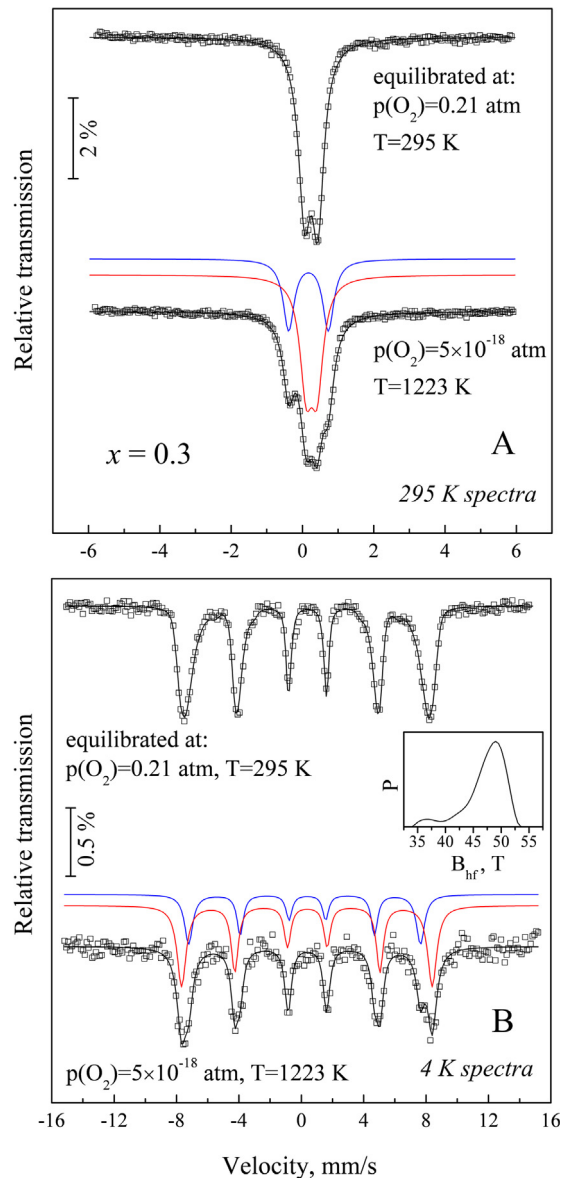 equilibrated at:
p(O₂)=0.21 atm
T=295 K
2 %
Relative transmission
p(O₂)=5×10⁻¹⁸ atm
T=1223 K
A
x = 0.3
295 K spectra
-6 -4 -2 0 2 4 6
equilibrated at:
p(O₂)=0.21 atm, T=295 K
P
35 40 45 50 55
B_hf, T
0.5 %
Relative transmission
B
p(O₂)=5×10⁻¹⁸ atm, T=1223 K
4 K spectra
-16 -12 -8 -4 0 4 8 12 16
Velocity, mm/s